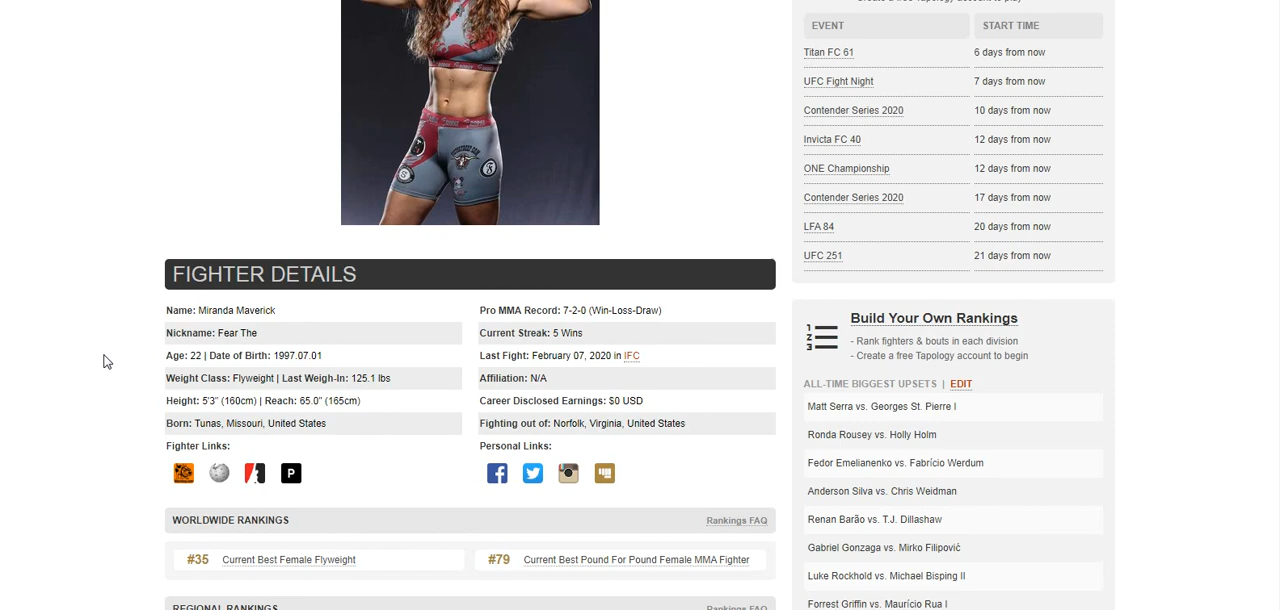 EVENT START TIME
Titan FC 61 6 days from now
UFC Fight Night 7 days from now
Contender Series 2020 10 days from now
Invicta FC 40 12 days from now
ONE Championship 12 days from now
Contender Series 2020 17 days from now
LFA 84 20 days from now
UFC 251 21 days from now
FIGHTER DETAILS
Name: Miranda Maverick
Pro MMA Record: 7-2-0 (Win-Loss-Draw)
Nickname: Fear The
Current Streak: 5 Wins
Age: 22 | Date of Birth: 1997.07.01
Last Fight: February 07, 2020 in IFC
Weight Class: Flyweight | Last Weigh-In: 125.1 lbs
Affiliation: N/A
Height: 5'3" (160cm) | Reach: 65.0" (165cm)
Career Disclosed Earnings: $0 USD
Born: Tunas, Missouri, United States
Fighting out of: Norfolk, Virginia, United States
Fighter Links:
Personal Links:
P
WORLDWIDE RANKINGS Rankings FAQ
#35 Current Best Female Flyweight
#79 Current Best Pound For Pound Female MMA Fighter
REGIONAL RANKINGS Rankings FAQ
1
2
3
Build Your Own Rankings
- Rank fighters & bouts in each division
- Create a free Tapology account to begin
ALL-TIME BIGGEST UPSETS | EDIT
Matt Serra vs. Georges St. Pierre I
Ronda Rousey vs. Holly Holm
Fedor Emelianenko vs. Fabrício Werdum
Anderson Silva vs. Chris Weidman
Renan Barão vs. T.J. Dillashaw
Gabriel Gonzaga vs. Mirko Filipović
Luke Rockhold vs. Michael Bisping II
Forrest Griffin vs. Maurício Rua I